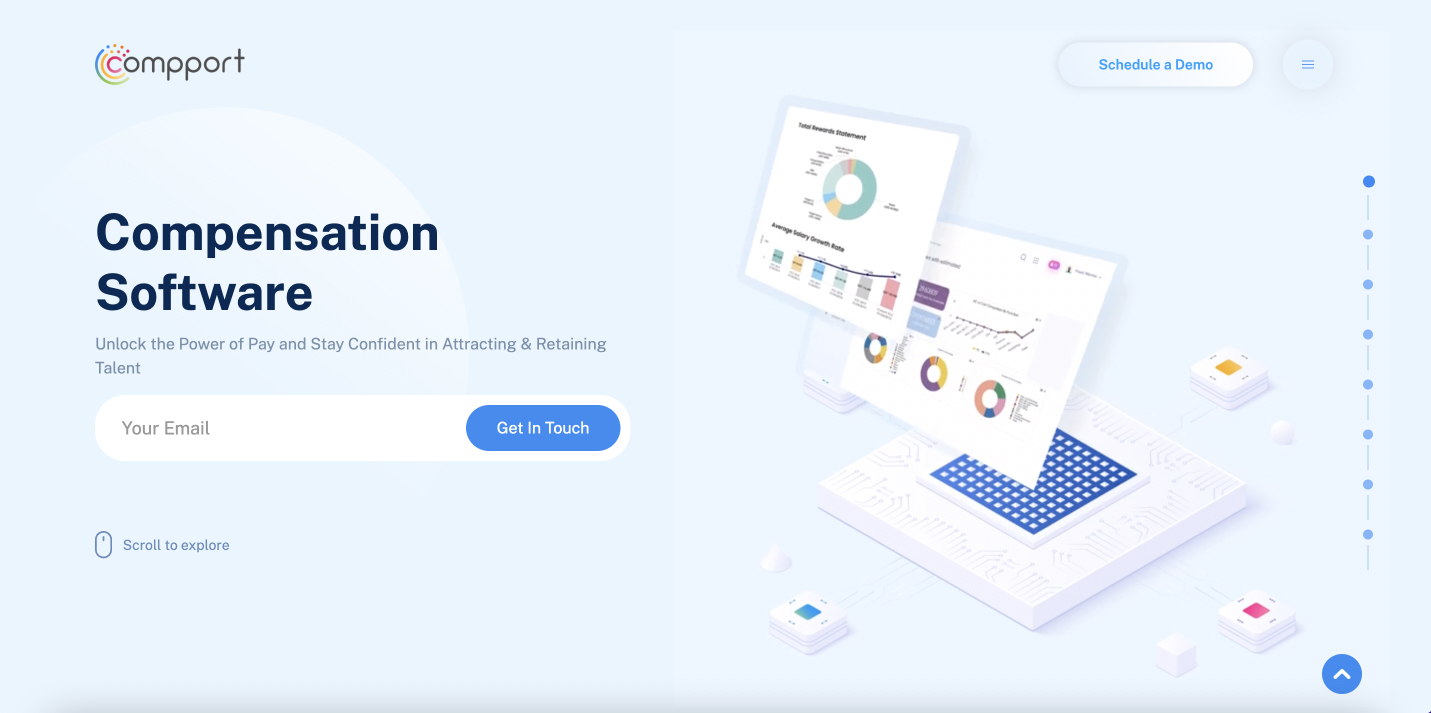 compport
Schedule a Demo
Total Rewards Statement
Average Salary Growth Rate
Compensation
Software
Unlock the Power of Pay and Stay Confident in Attracting & Retaining
Talent
Your Email
Get In Touch
Scroll to explore